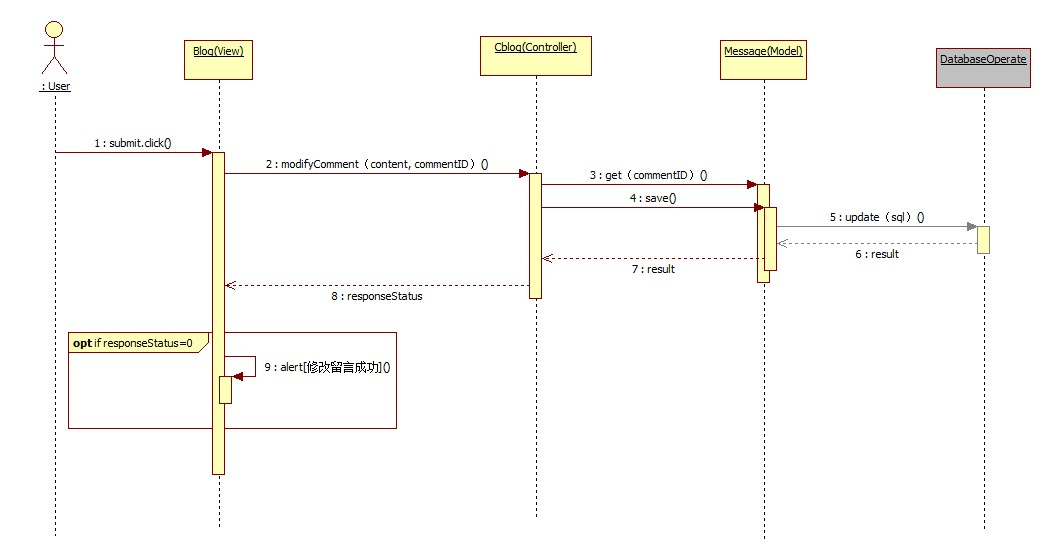 : User
Blog(View)
Cblog(Controller)
Message(Model)
DatabaseOperate
1 : submit.click()
2 : modifyComment（content, commentID）()
3 : get（commentID）()
4 : save()
5 : update（sql）()
6 : result
7 : result
8 : responseStatus
opt if responseStatus=0
9 : alert[修改留言成功]()